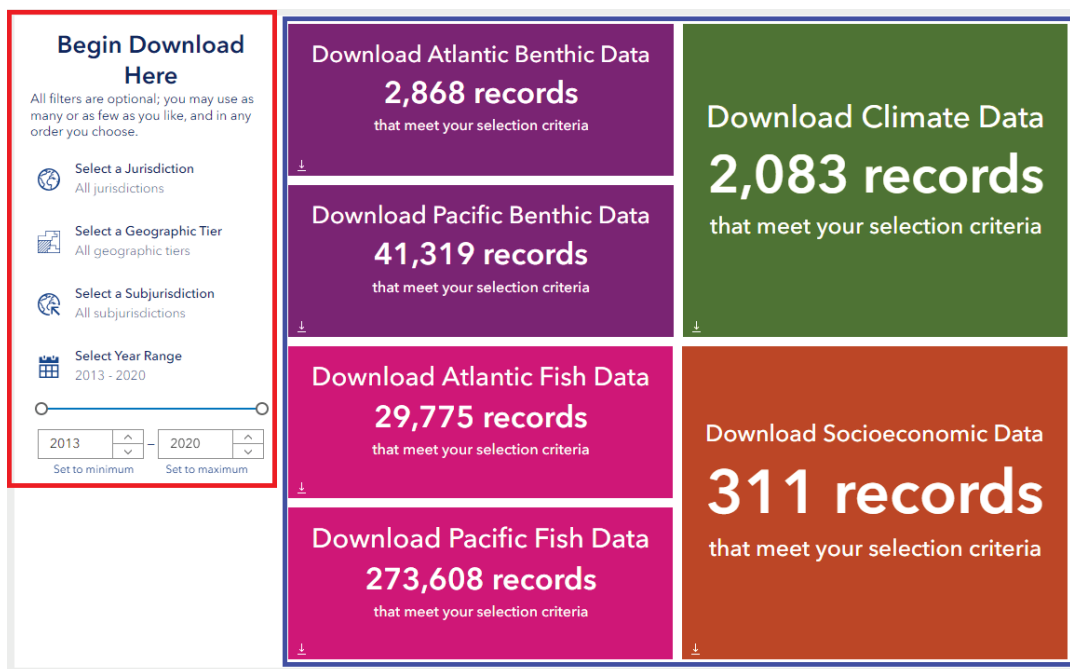 Begin Download
Here
All filters are optional; you may use as
many or as few as you like, and in any
order you choose.
Select a Jurisdiction
All jurisdictions
Select a Geographic Tier
All geographic tiers
Select a Subjurisdiction
All subjurisdictions
Select Year Range
2013 - 2020
2013 – 2020
Set to minimum Set to maximum
Download Atlantic Benthic Data
2,868 records
that meet your selection criteria
Download Pacific Benthic Data
41,319 records
that meet your selection criteria
Download Atlantic Fish Data
29,775 records
that meet your selection criteria
Download Pacific Fish Data
273,608 records
that meet your selection criteria
Download Climate Data
2,083 records
that meet your selection criteria
Download Socioeconomic Data
311 records
that meet your selection criteria